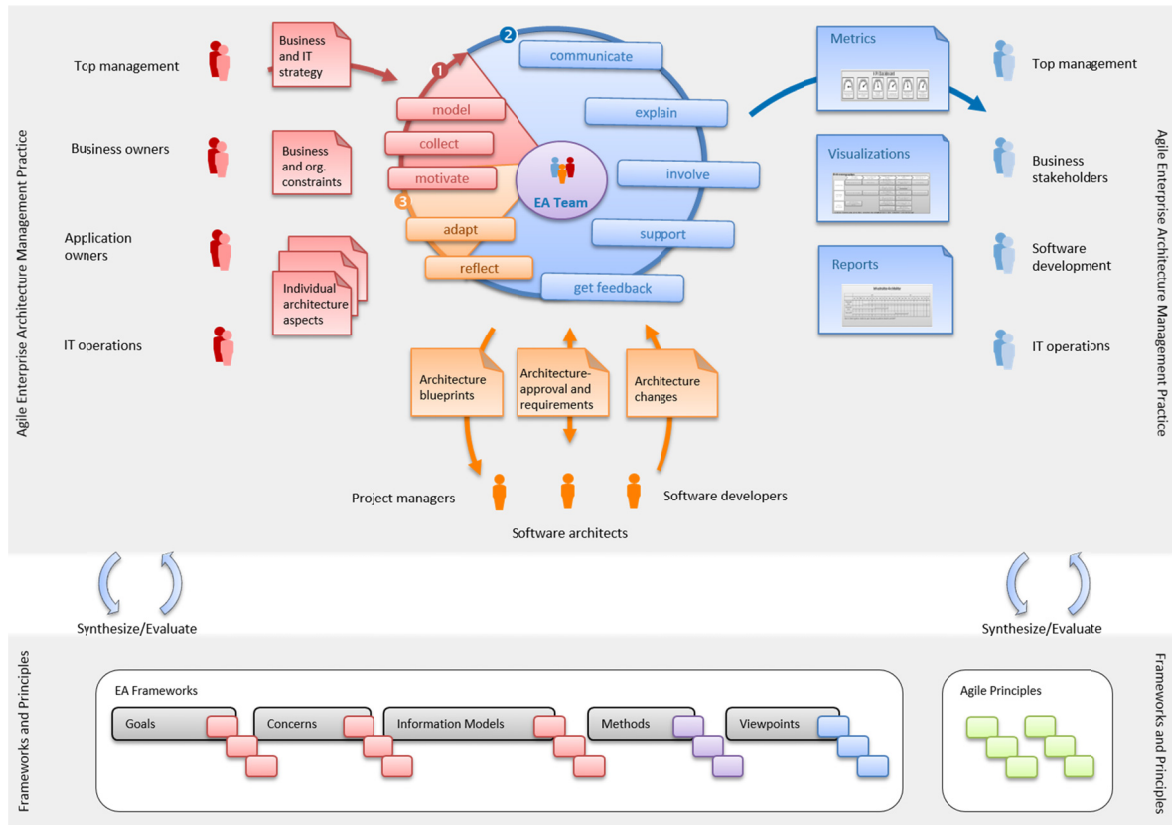 Agile Enterprise Architecture Management Practice
Top management
Business owners
Application
owners
IT operations
Business
and IT
strategy
Business
and org.
constraints
Individual
architecture
aspects
1
2
3
model
collect
motivate
adapt
reflect
communicate
explain
involve
support
get feedback
EA Team
Metrics
Visualizations
Reports
Top management
Business
stakeholders
Software
development
IT operations
Agile Enterprise Architecture Management Practice
Architecture
blueprints
Architecture-
approval and
requirements
Architecture
changes
Project managers
Software developers
Software architects
Synthesize/Evaluate
Synthesize/Evaluate
Frameworks and Principles
EA Frameworks
Goals
Concerns
Information Models
Methods
Viewpoints
Agile Principles
Frameworks and Principles